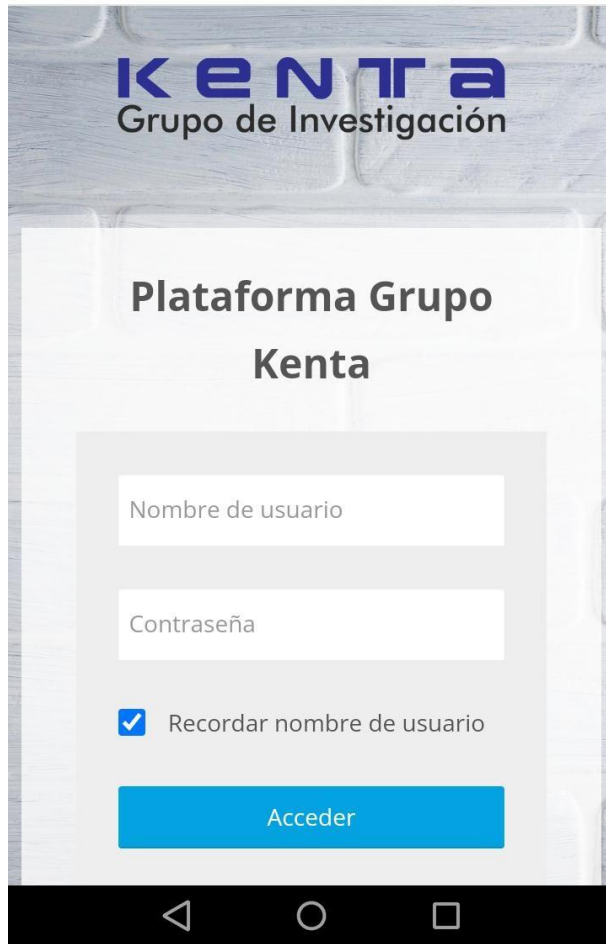 KENTA
Grupo de Investigación
Plataforma Grupo
Kenta
Nombre de usuario
Contraseña
Recordar nombre de usuario
Acceder